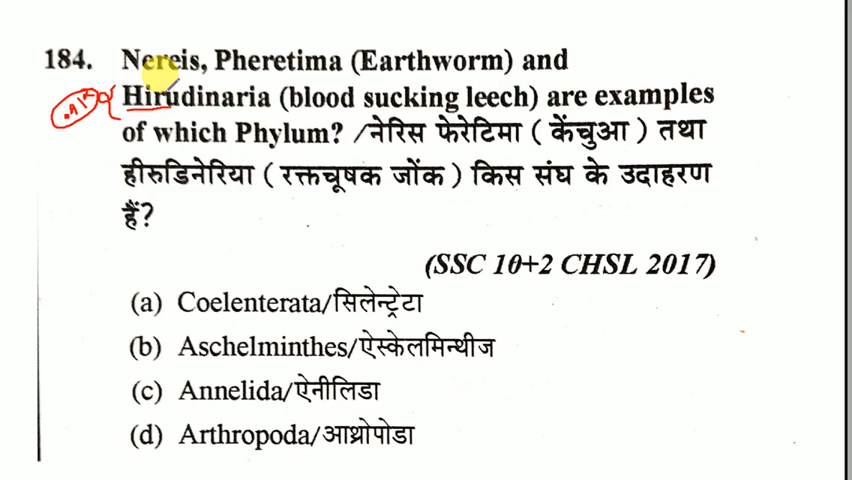 184. Nereis, Pheretima (Earthworm) and
Hirudinaria (blood sucking leech) are examples
of which Phylum? /नेरिस फेरेटिमा ( केंचुआ ) तथा
हीरुडिनेरिया ( रक्तचूषक जोंक ) किस संघ के उदाहरण
हैं?
(SSC 10+2 CHSL 2017)
(a) Coelenterata/सिलेन्ट्रेटा
(b) Aschelminthes/ऐस्केलमिन्थीज
(c) Annelida/ऐनीलिडा
(d) Arthropoda/आथ्रोपोडा